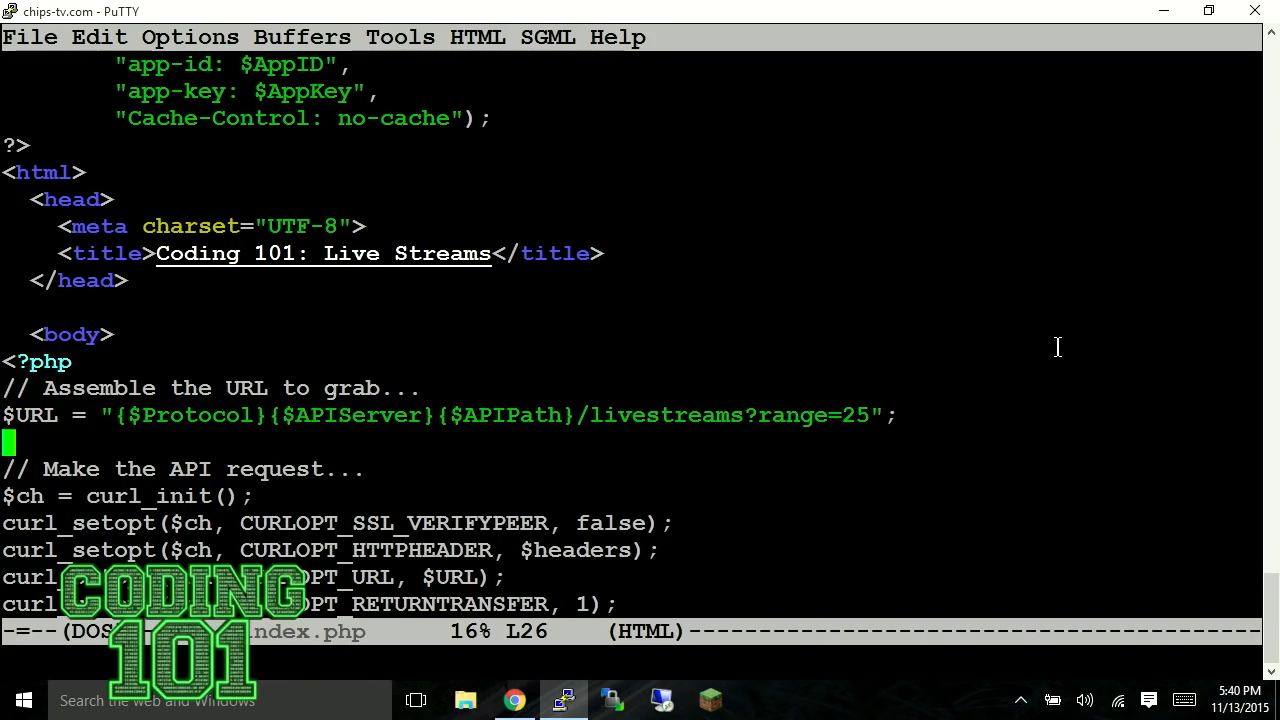 chips-tv.com - PuTTY
File Edit Options Buffers Tools HTML SGML Help
"app-id: $AppID",
"app-key: $AppKey",
"Cache-Control: no-cache");
?>
<html>
<head>
<meta charset="UTF-8">
<title>Coding 101: Live Streams</title>
</head>
<body>
<?php
// Assemble the URL to grab...
$URL = "{$Protocol}{$APIServer}{$APIPath}/livestreams?range=25";
// Make the API request...
$ch = curl_init();
curl_setopt($ch, CURLOPT_SSL_VERIFYPEER, false);
curl_setopt($ch, CURLOPT_HTTPHEADER, $headers);
curl OPT_URL, $URL);
curl OPT_RETURNTRANSFER, 1);
-=--(DOS index.php 16% L26 (HTML)--------------------------------
CODING
101
Search the web and Windows
5:40 PM
11/13/2015